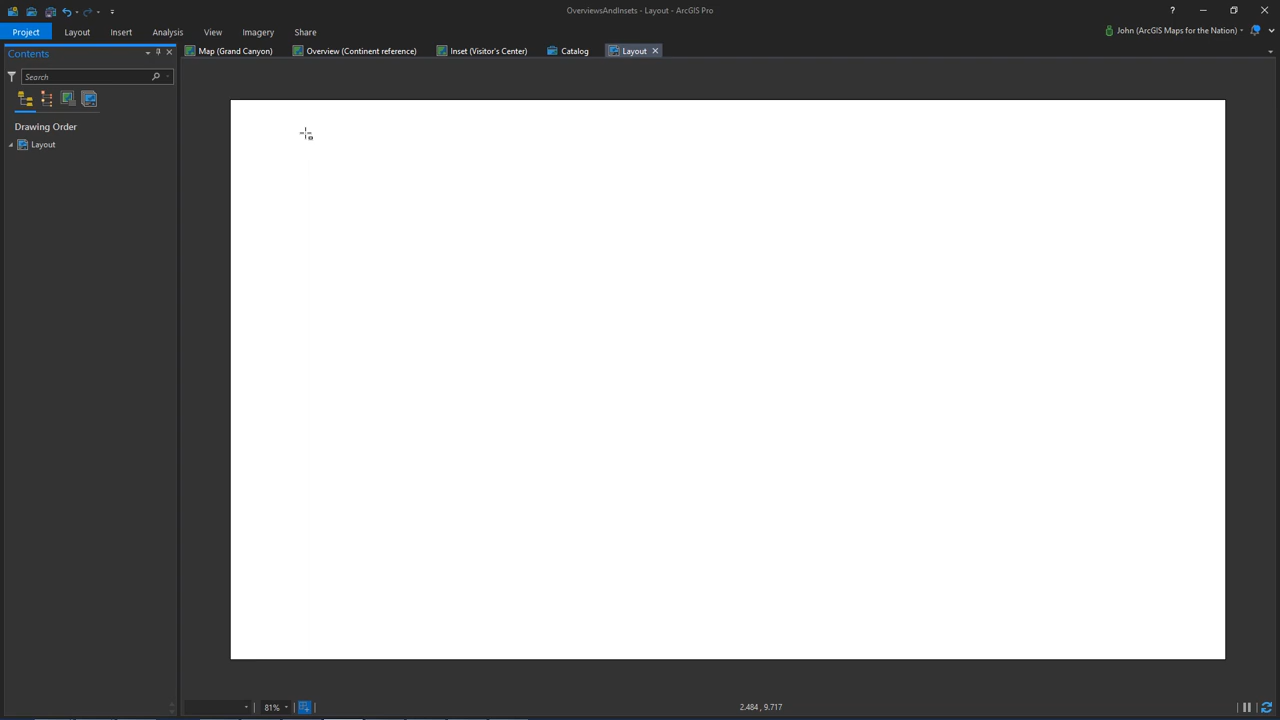 OverviewsAndInsets - Layout - ArcGIS Pro
?
Project Layout Insert Analysis View Imagery Share
John (ArcGIS Maps for the Nation)
Contents
Map (Grand Canyon) Overview (Continent reference) Inset (Visitor's Center) Catalog Layout
Search
Drawing Order
Layout
81%
2.484 , 9.717